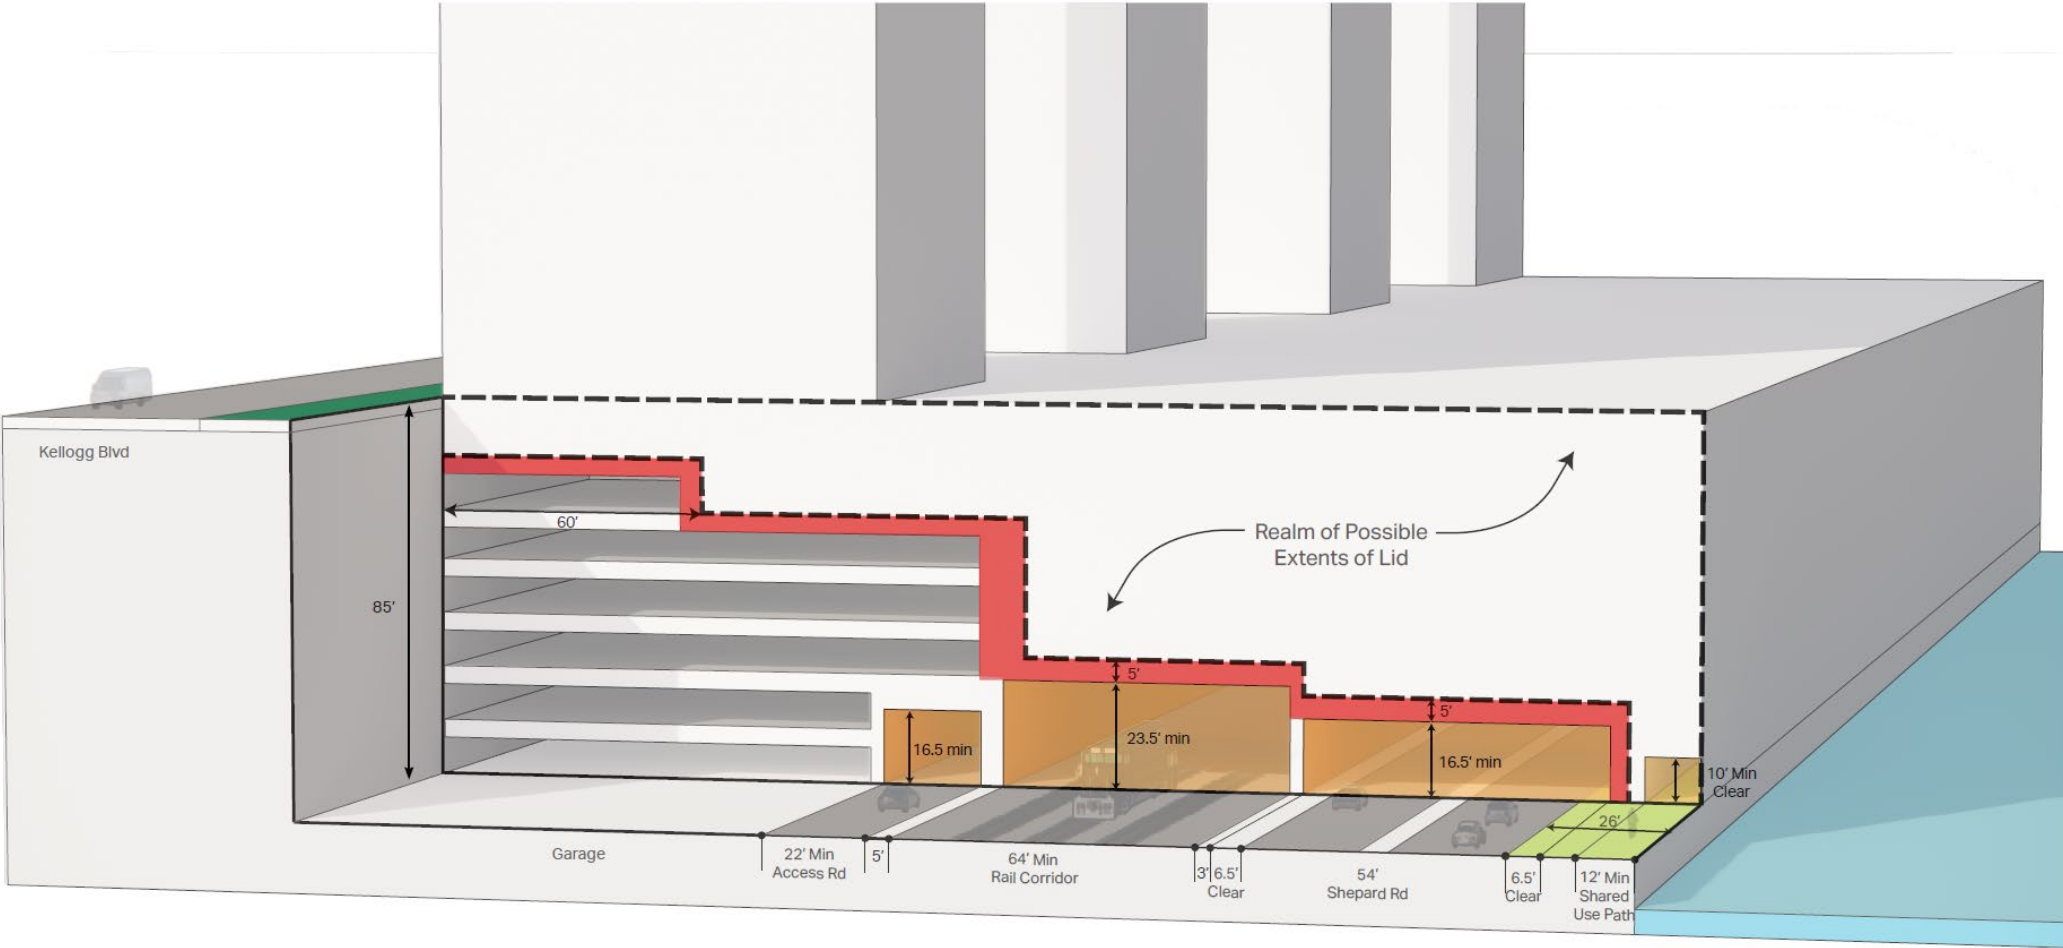 Kellogg Blvd
85'
60'
Realm of Possible
Extents of Lid
5'
5'
16.5 min
23.5' min
16.5' min
10' Min
Clear
26'
Garage
22' Min
Access Rd
5'
64' Min
Rail Corridor
3'
6.5'
Clear
54'
Shepard Rd
6.5'
Clear
12' Min
Shared
Use Path